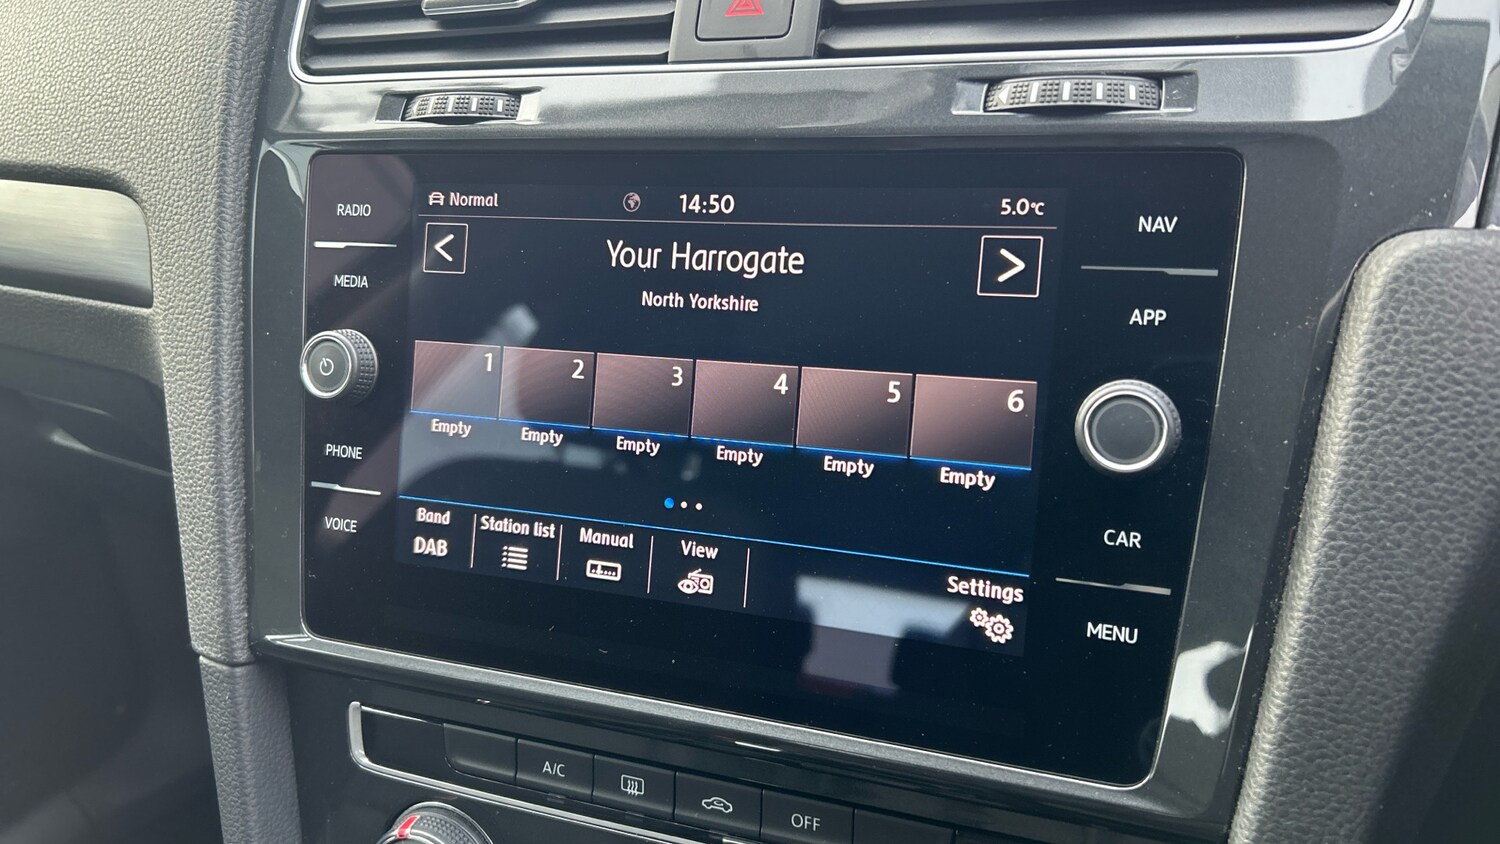 RADIO
MEDIA
PHONE
VOICE
Normal
14:50
5.0℃
<
Your Harrogate
>
North Yorkshire
1 2 3 4 5 6
Empty Empty Empty Empty Empty Empty
Band
DAB
Station list
Manual
View
Settings
NAV
APP
CAR
MENU
A/C
OFF